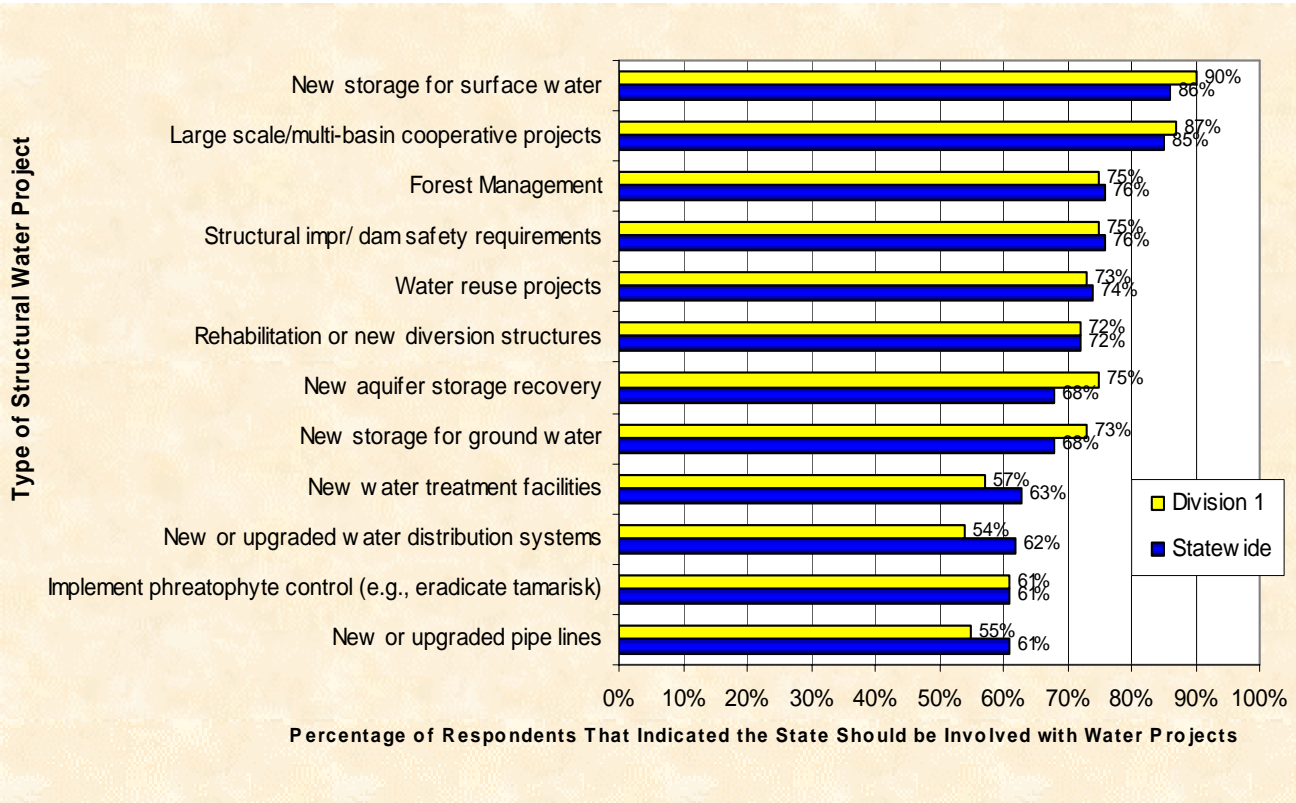 Type of Structural Water Project
New storage for surface water
90%
86%
Large scale/multi-basin cooperative projects
87%
85%
Forest Management
75%
76%
Structural impr/ dam safety requirements
75%
76%
Water reuse projects
73%
74%
Rehabilitation or new diversion structures
72%
72%
New aquifer storage recovery
75%
68%
New storage for ground water
73%
68%
New water treatment facilities
57%
63%
New or upgraded water distribution systems
54%
62%
Implement phreatophyte control (e.g., eradicate tamarisk)
61%
61%
New or upgraded pipe lines
55%
61%
Division 1
Statewide
0% 10% 20% 30% 40% 50% 60% 70% 80% 90% 100%
Percentage of Respondents That Indicated the State Should be Involved with Water Projects